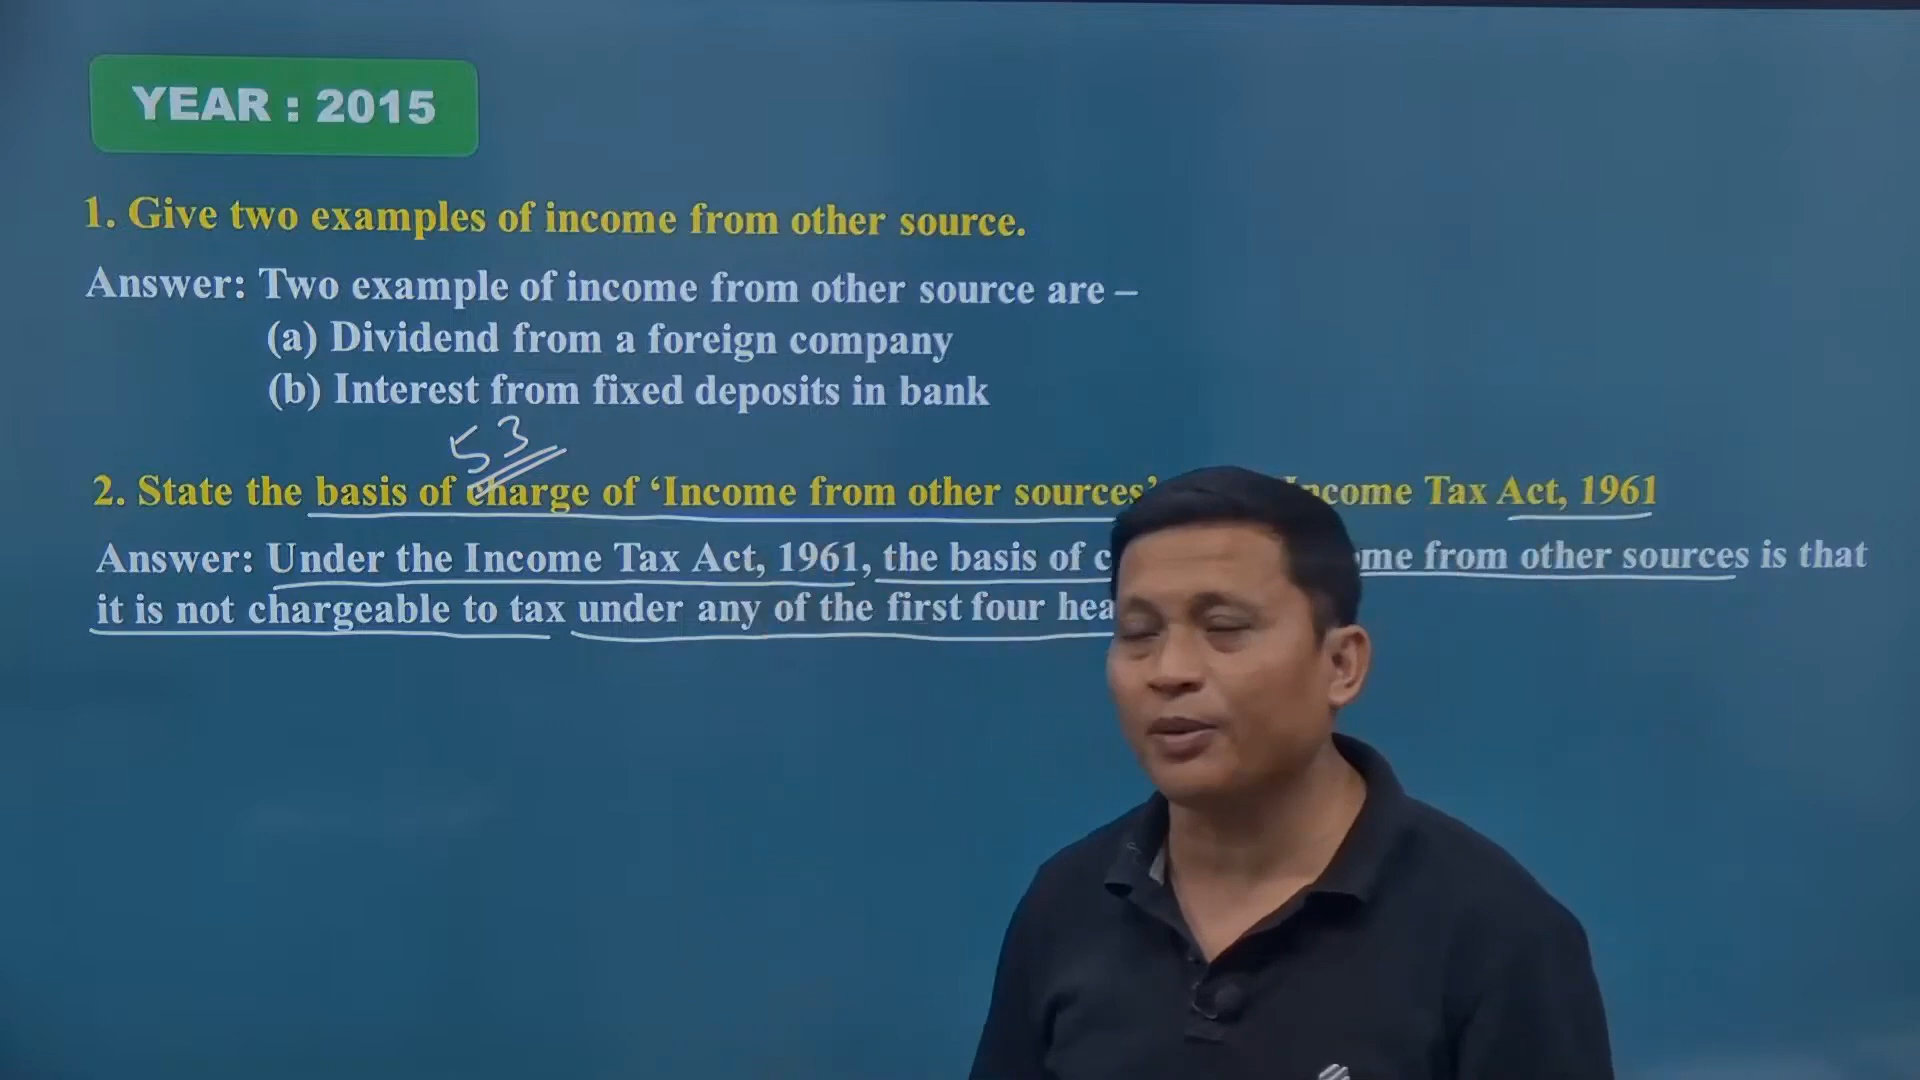 YEAR : 2015
1. Give two examples of income from other source.
Answer: Two example of income from other source are –
(a) Dividend from a foreign company
(b) Interest from fixed deposits in bank
53
2. State the basis of charge of ‘Income from other sources’ Income Tax Act, 1961
Answer: Under the Income Tax Act, 1961, the basis of from other sources is that
it is not chargeable to tax under any of the first four